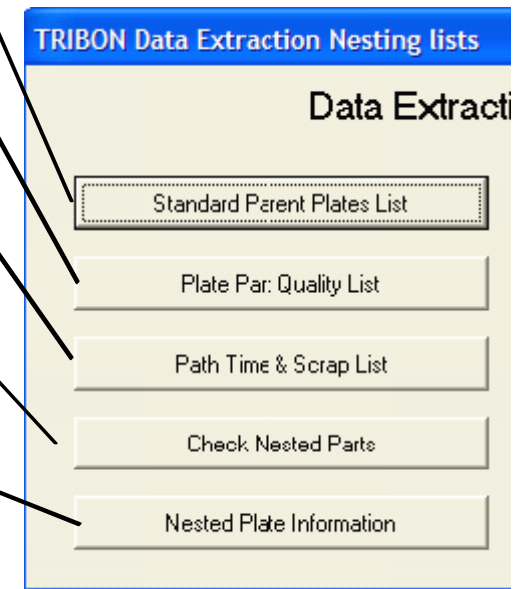 TRIBON Data Extraction Nesting lists
Data Extracti
Standard Parent Plates List
Plate Part Quality List
Path Time & Scrap List
Check Nested Parts
Nested Plate Information